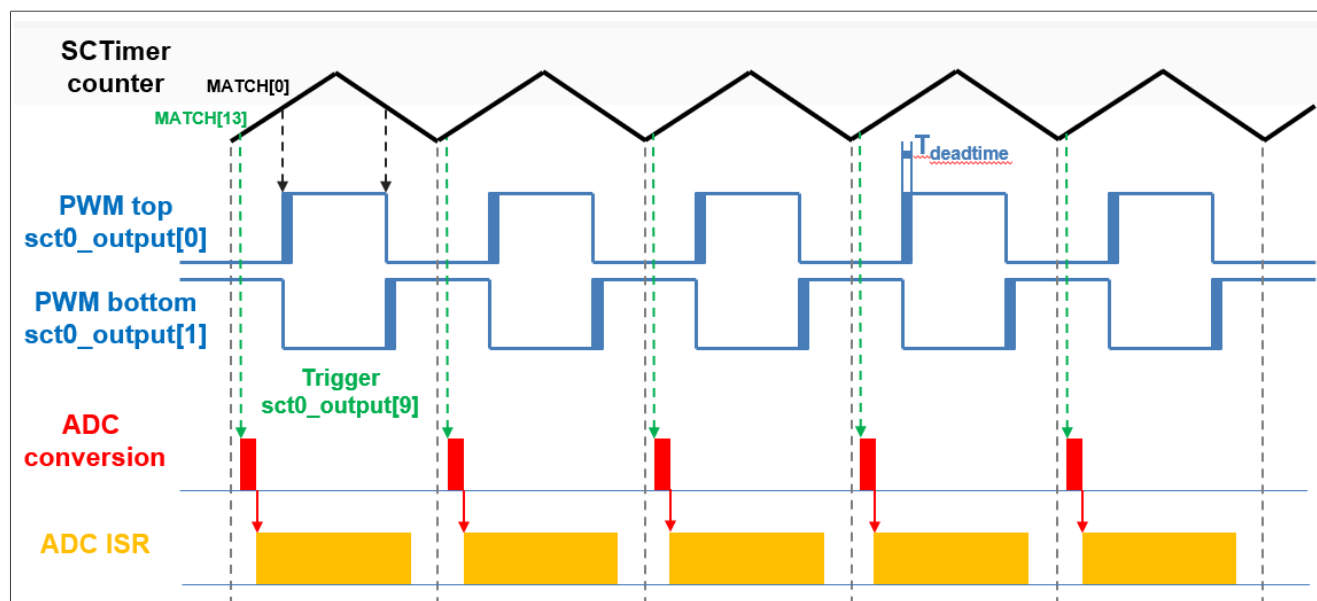 SCTimer
counter
MATCH[0]
MATCH[13]
T deadtime
PWM top
sct0_output[0]
PWM bottom
sct0_output[1]
Trigger
sct0_output[9]
ADC
conversion
ADC ISR